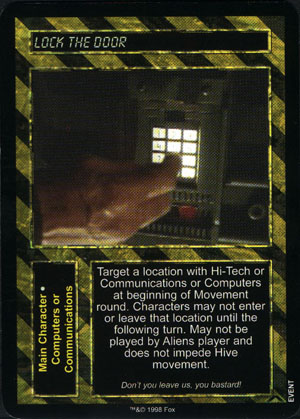 LOCK THE DOOR
Main Character •
Computers or
Communications
Target a location with Hi-Tech or
Communications or Computers
at beginning of Movement
round. Characters may not enter
or leave that location until the
following turn. May not be
played by Aliens player and
does not impede Hive
movement.
Don't you leave us, you bastard!
EVENT
™&© 1998 Fox